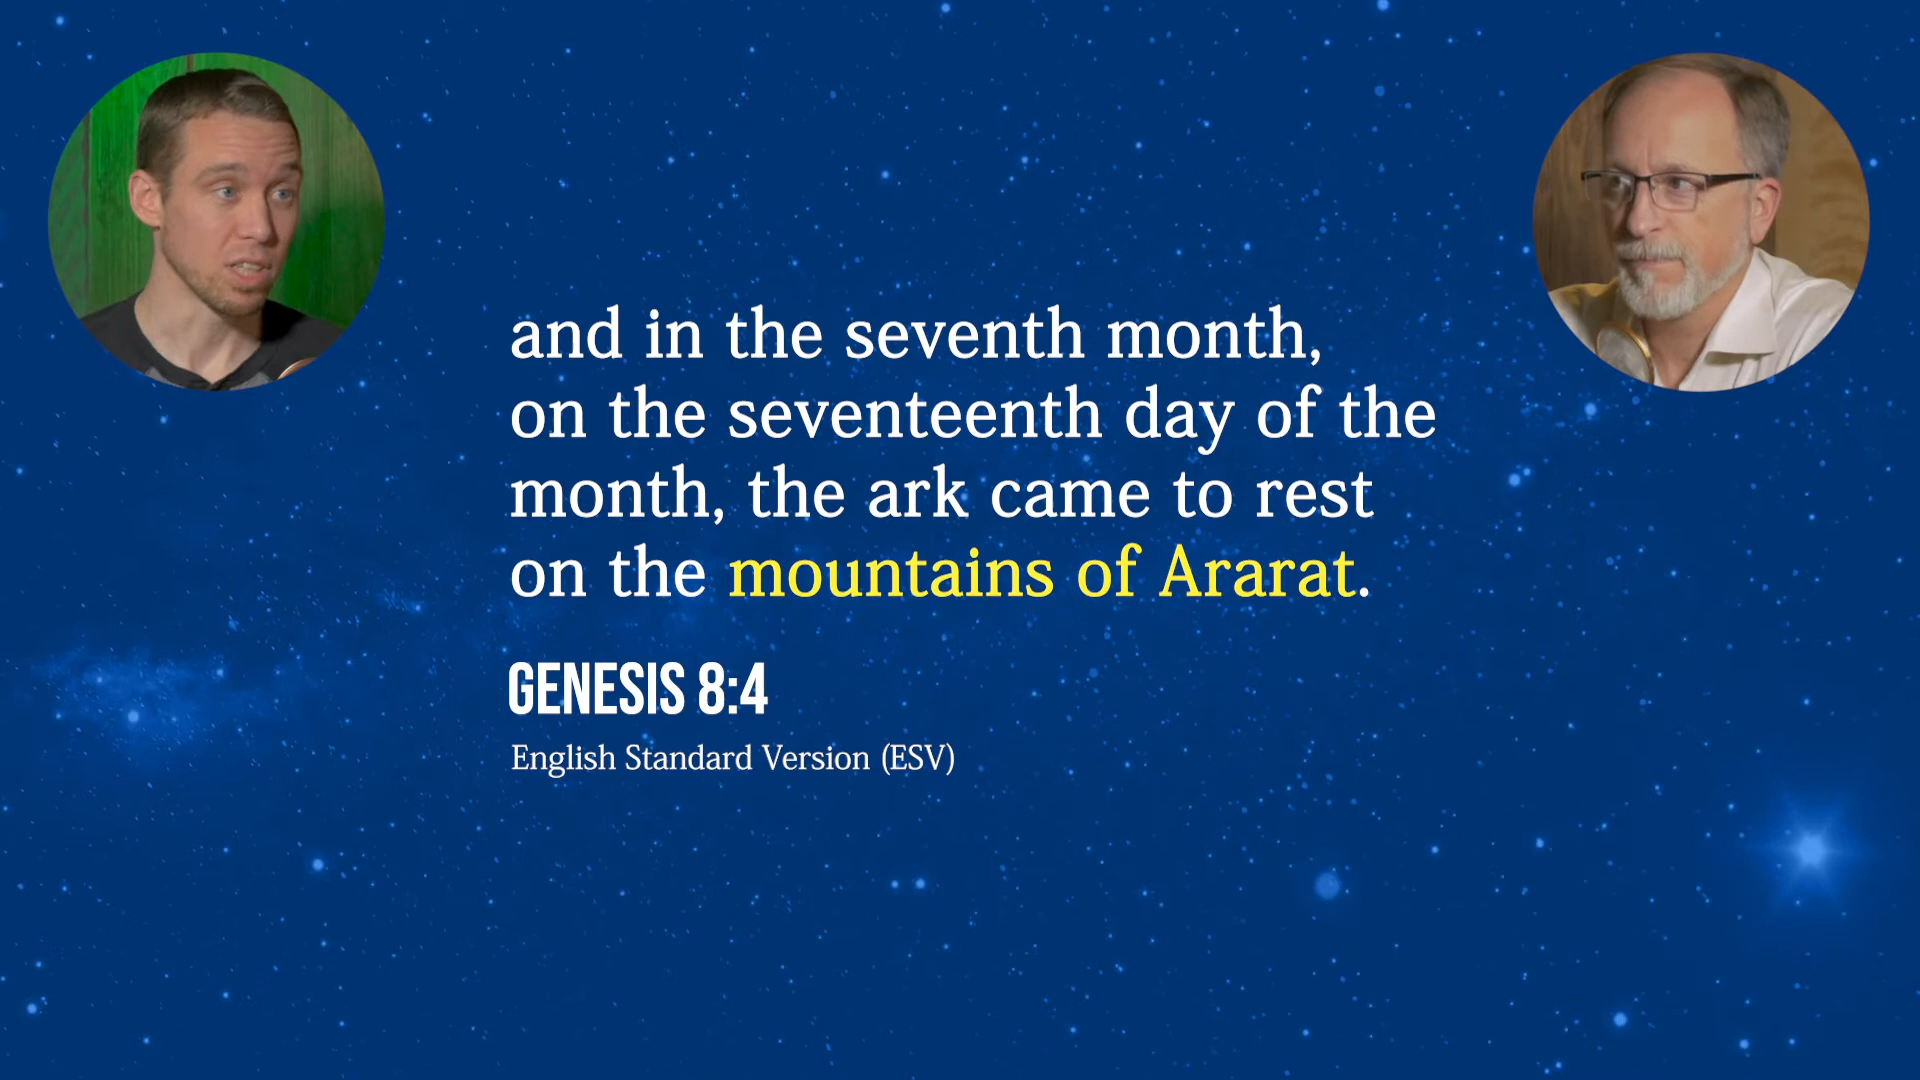 and in the seventh month,
on the seventeenth day of the
month, the ark came to rest
on the mountains of Ararat.
GENESIS 8:4
English Standard Version (ESV)